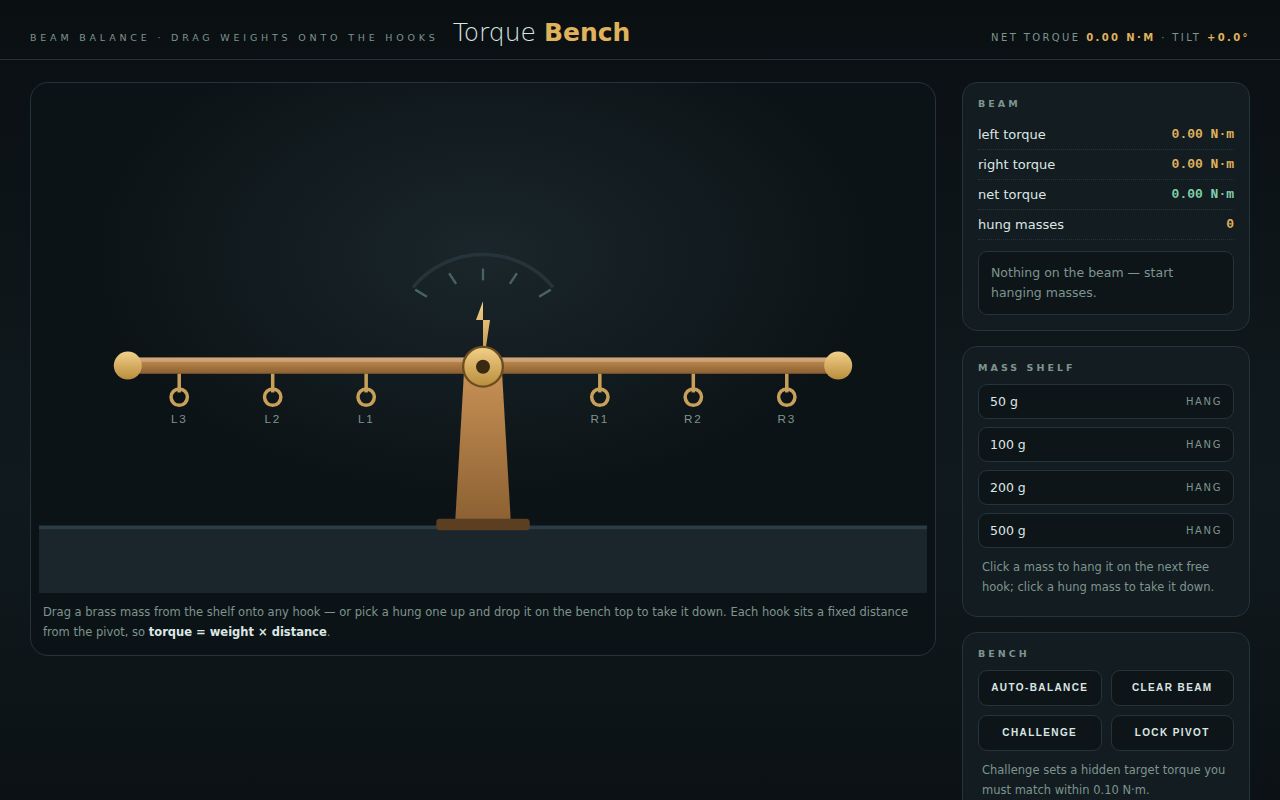 BEAM BALANCE · DRAG WEIGHTS ONTO THE HOOKS
Torque Bench
NET TORQUE 0.00 N·M · TILT +0.0°
L3
L2
L1
R1
R2
R3
Drag a brass mass from the shelf onto any hook — or pick a hung one up and drop it on the bench top to take it down. Each hook sits a fixed distance
from the pivot, so torque = weight × distance.
BEAM
left torque 0.00 N·m
right torque 0.00 N·m
net torque 0.00 N·m
hung masses 0
Nothing on the beam — start
hanging masses.
MASS SHELF
50 g HANG
100 g HANG
200 g HANG
500 g HANG
Click a mass to hang it on the next free
hook; click a hung mass to take it down.
BENCH
AUTO-BALANCE CLEAR BEAM
CHALLENGE LOCK PIVOT
Challenge sets a hidden target torque you
must match within 0.10 N·m.